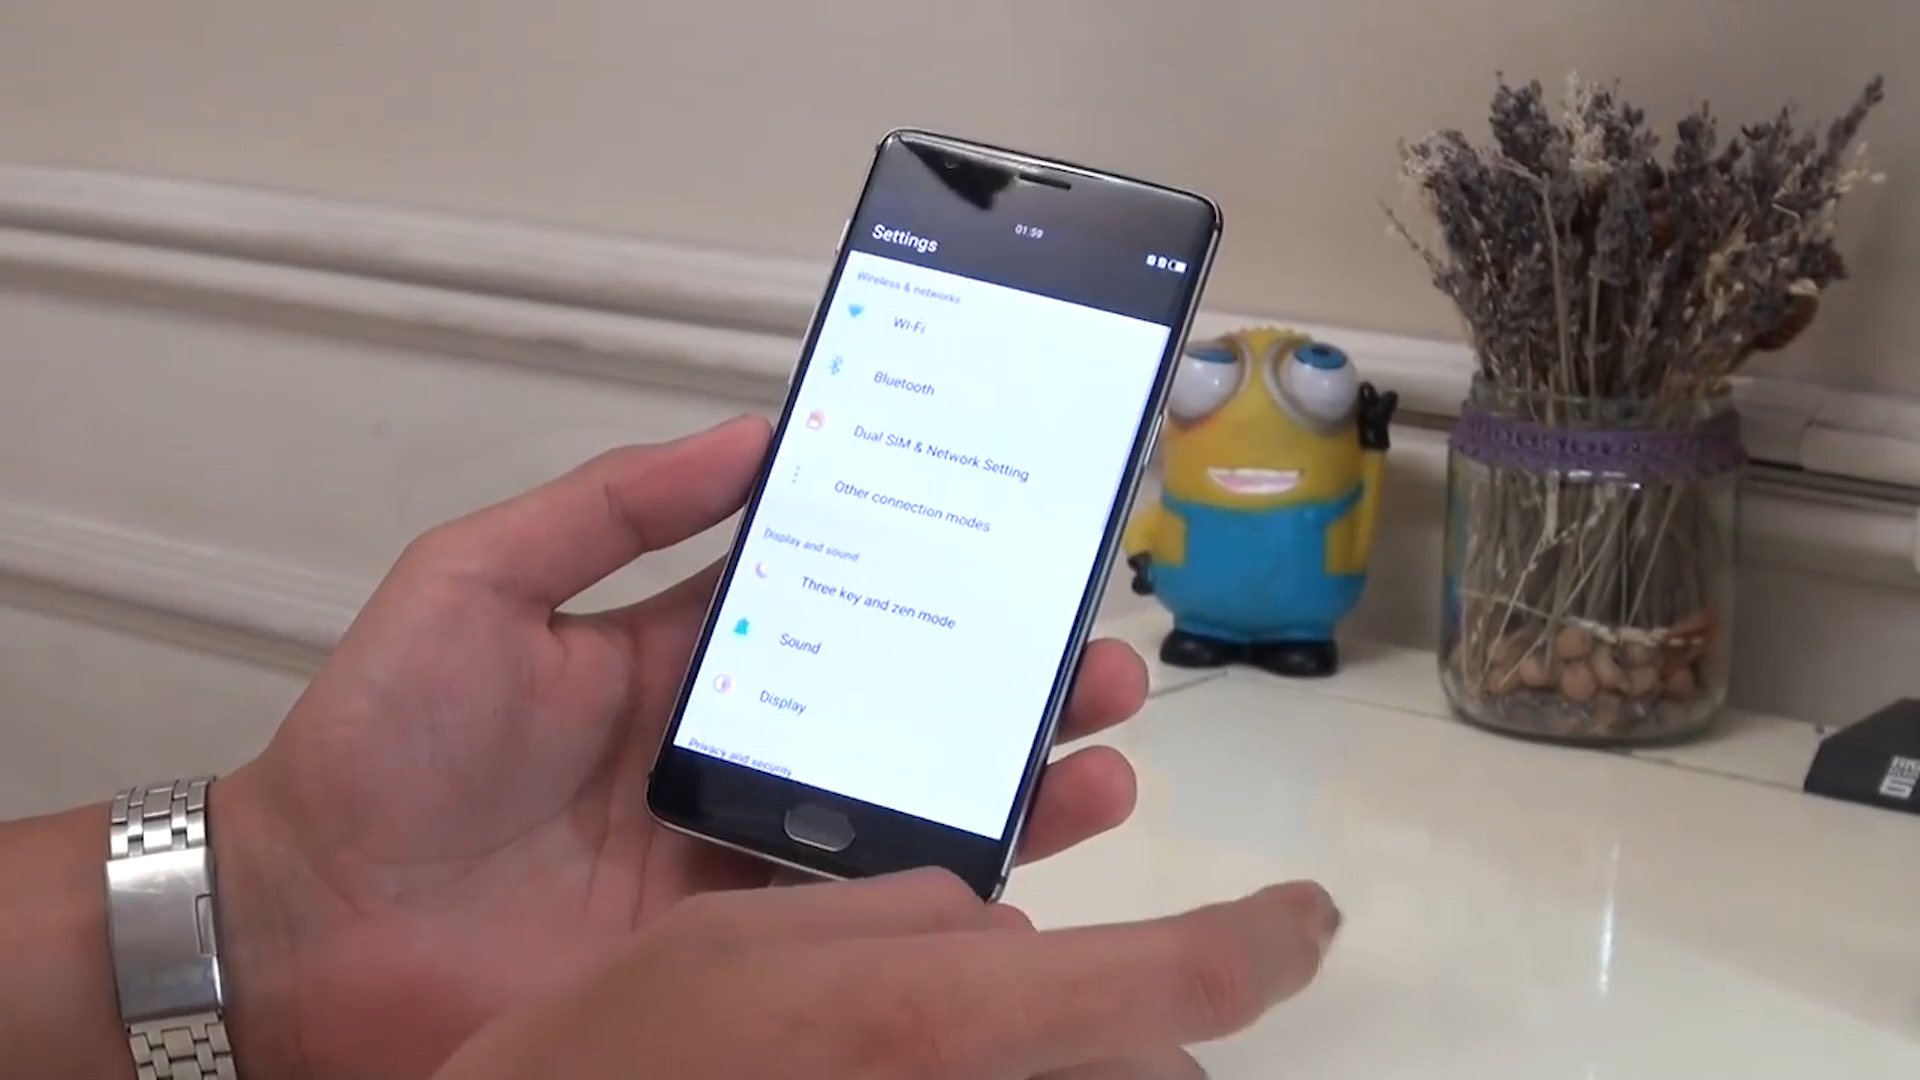 01:59
Settings
Wireless & networks
Wi-Fi
Bluetooth
Dual SIM & Network Setting
Other connection modes
Display and sound
Three key and zen mode
Sound
Display
Privacy and security